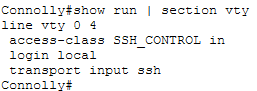 Connolly#show run | section vty
line vty 0 4
 access-class SSH_CONTROL in
 login local
 transport input ssh
Connolly#